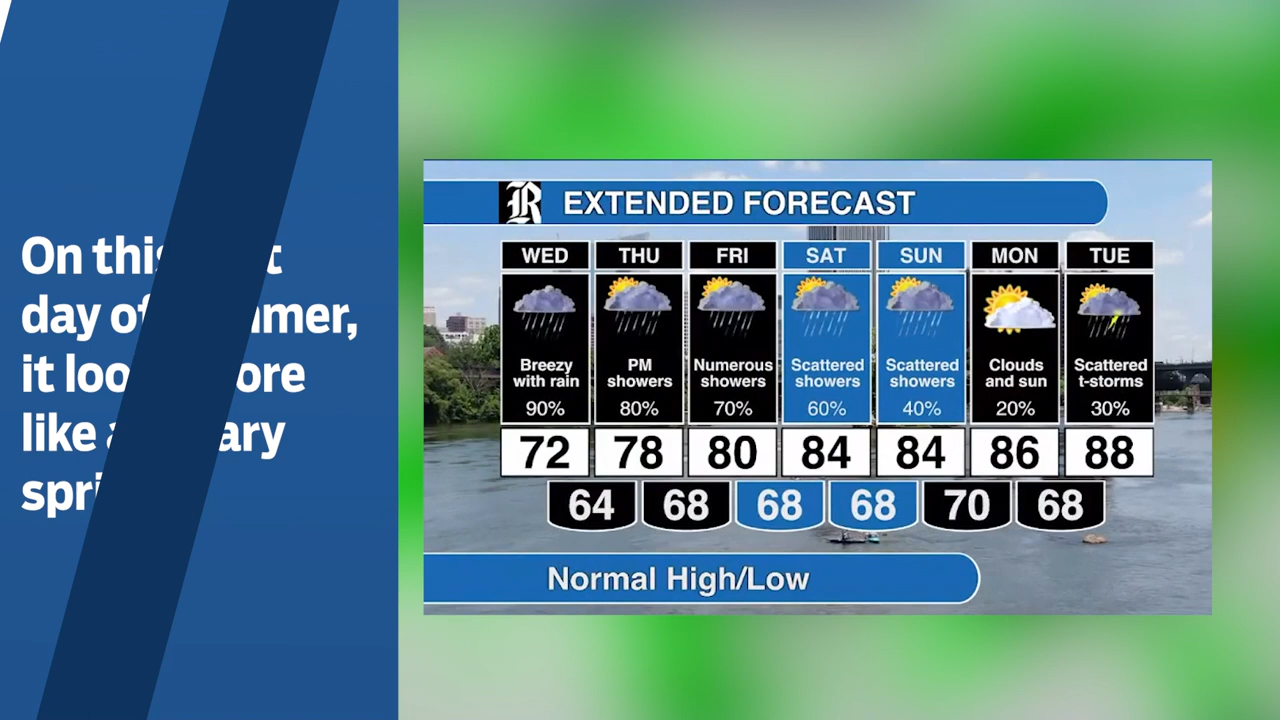 On this
day of
it loo
like
EXTENDED FORECAST
WED THU FRI SAT SUN MON TUE
Breezy with rain
PM showers
Numerous showers
Scattered showers
Scattered showers
Clouds and sun
Scattered t-storms
90% 80% 70% 60% 40% 20% 30%
72 78 80 84 84 86 88
64 68 68 68 70 68
Normal High/Low